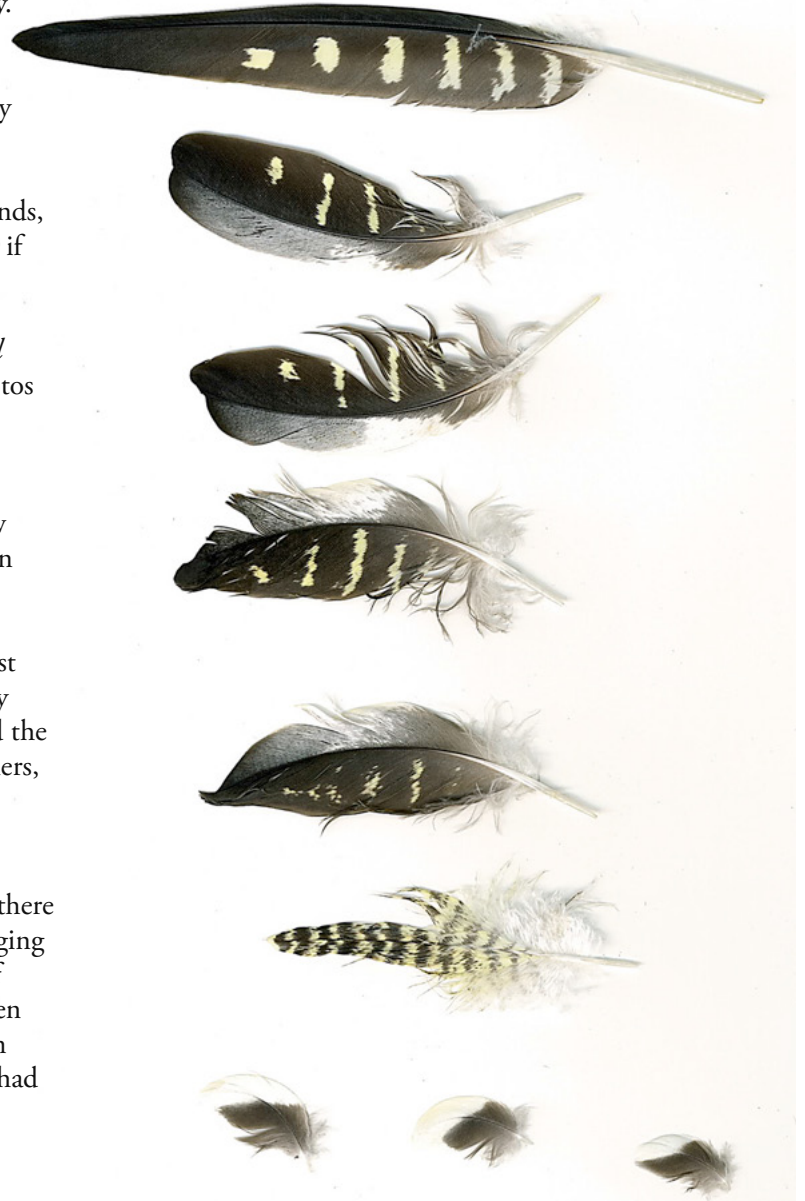 y.
y
nds,
if
l
tos
y
n
st
y
l the
ers,
there
ging
f
en
n
had